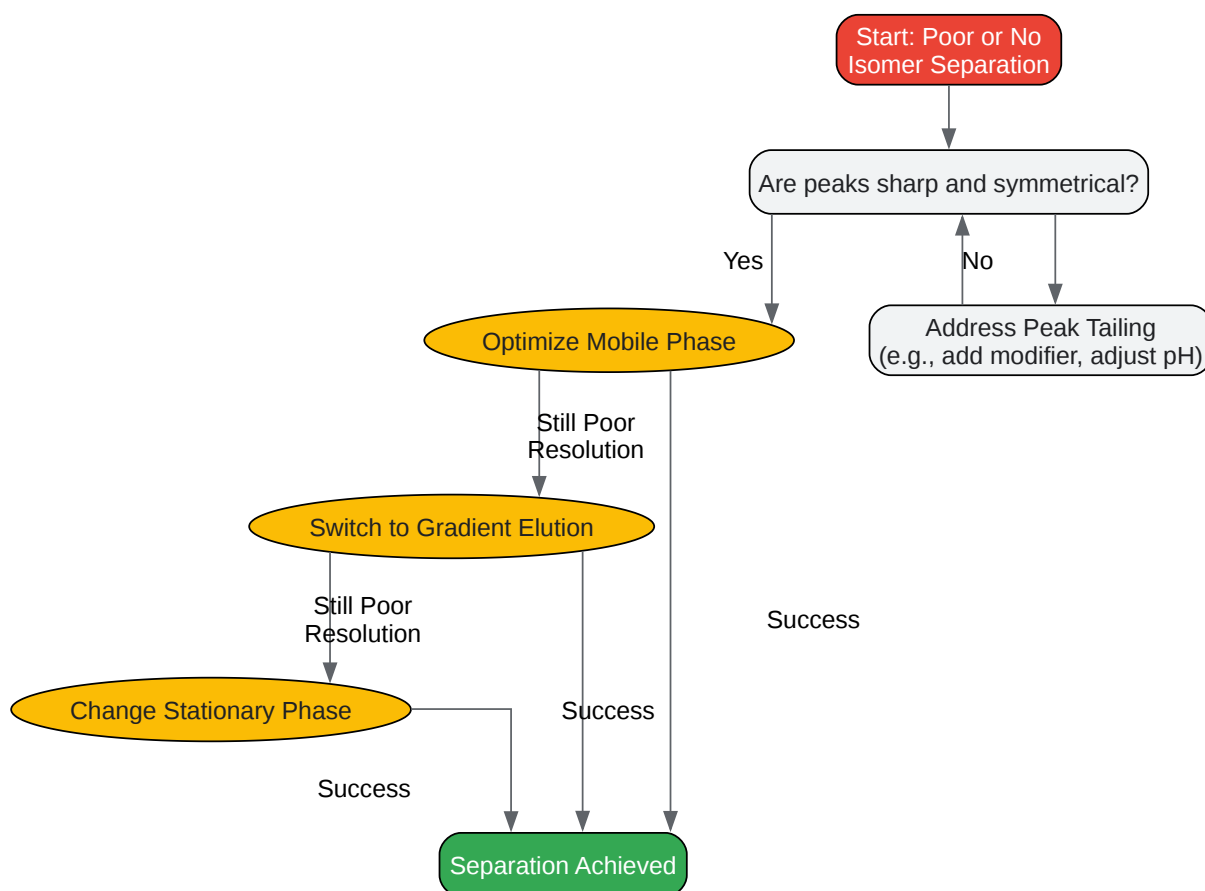 Start: Poor or No
Isomer Separation
Are peaks sharp and symmetrical?
Yes
No
Address Peak Tailing
(e.g., add modifier, adjust pH)
Optimize Mobile Phase
Still Poor
Resolution
Switch to Gradient Elution
Still Poor
Resolution
Success
Change Stationary Phase
Success
Success
Separation Achieved